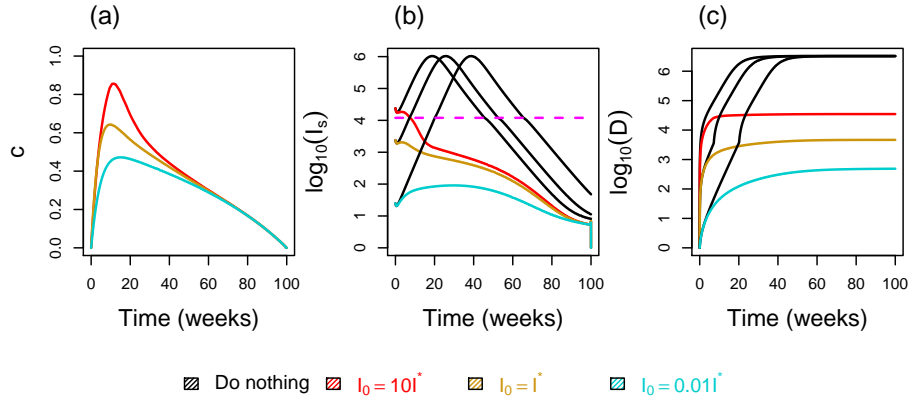 (a)
(b)
(c)
c
0.0
0.2
0.4
0.6
0.8
1.0
0
20
40
60
80
100
Time (weeks)
log₁₀(Iₛ)
0
1
2
3
4
5
6
0
20
40
60
80
100
Time (weeks)
log₁₀(D)
0
1
2
3
4
5
6
0
20
40
60
80
100
Time (weeks)
Do nothing
I₀ = 10I*
I₀ = I*
I₀ = 0.01I*